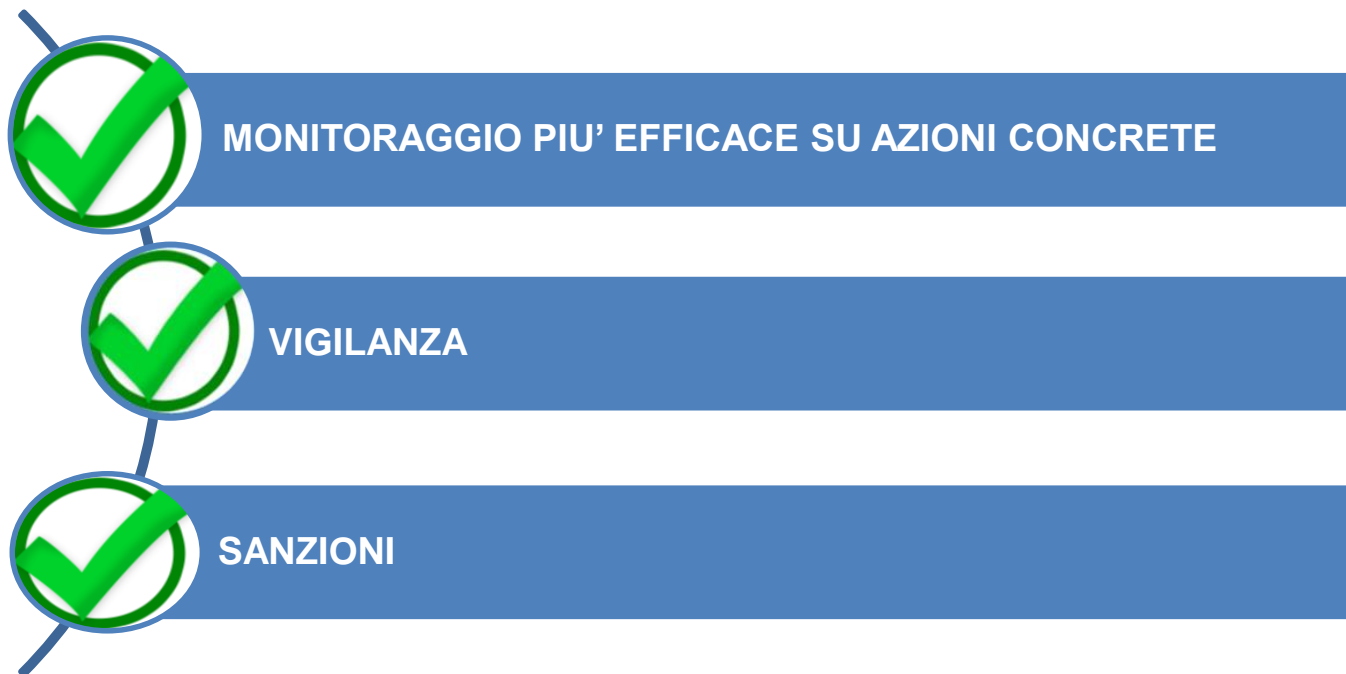 MONITORAGGIO PIU’ EFFICACE SU AZIONI CONCRETE
VIGILANZA
SANZIONI